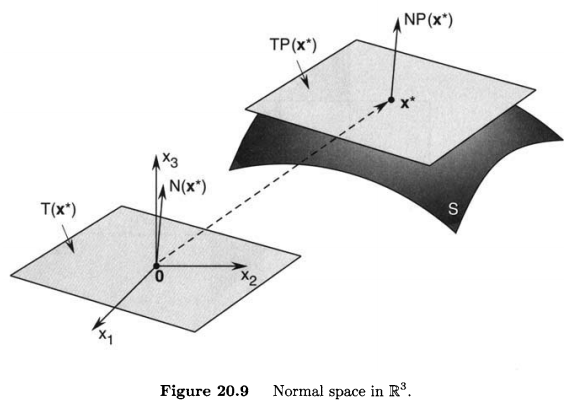 NP(x*)
TP(x*)
x*
x₃
N(x*)
S
T(x*)
0
x₂
x₁
Figure 20.9 Normal space in ℝ³.